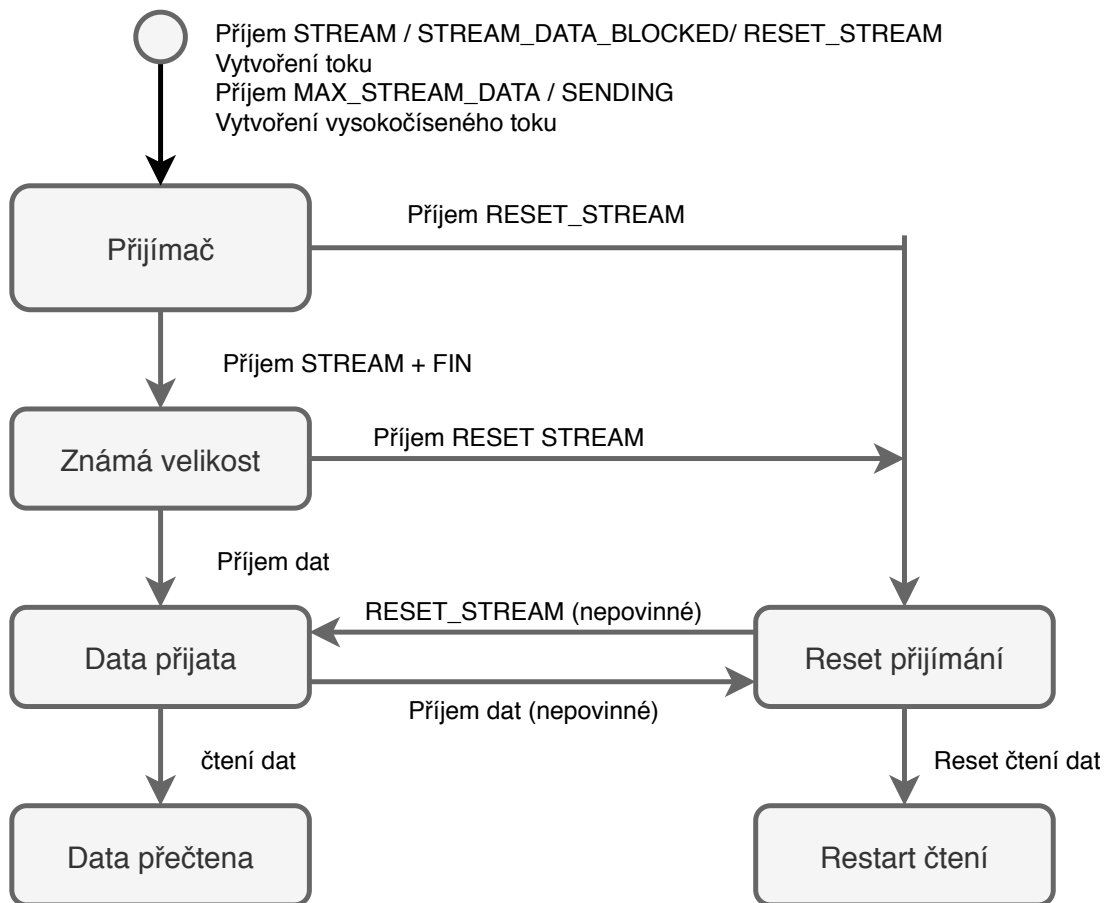 Příjem STREAM / STREAM_DATA_BLOCKED/ RESET_STREAM
Vytvoření toku
Příjem MAX_STREAM_DATA / SENDING
Vytvoření vysokočíseného toku
Příjem RESET_STREAM
Přijímač
Příjem STREAM + FIN
Příjem RESET STREAM
Známá velikost
Příjem dat
RESET_STREAM (nepovinné)
Data přijata
Reset přijímání
Příjem dat (nepovinné)
čtení dat
Reset čtení dat
Data přečtena
Restart čtení